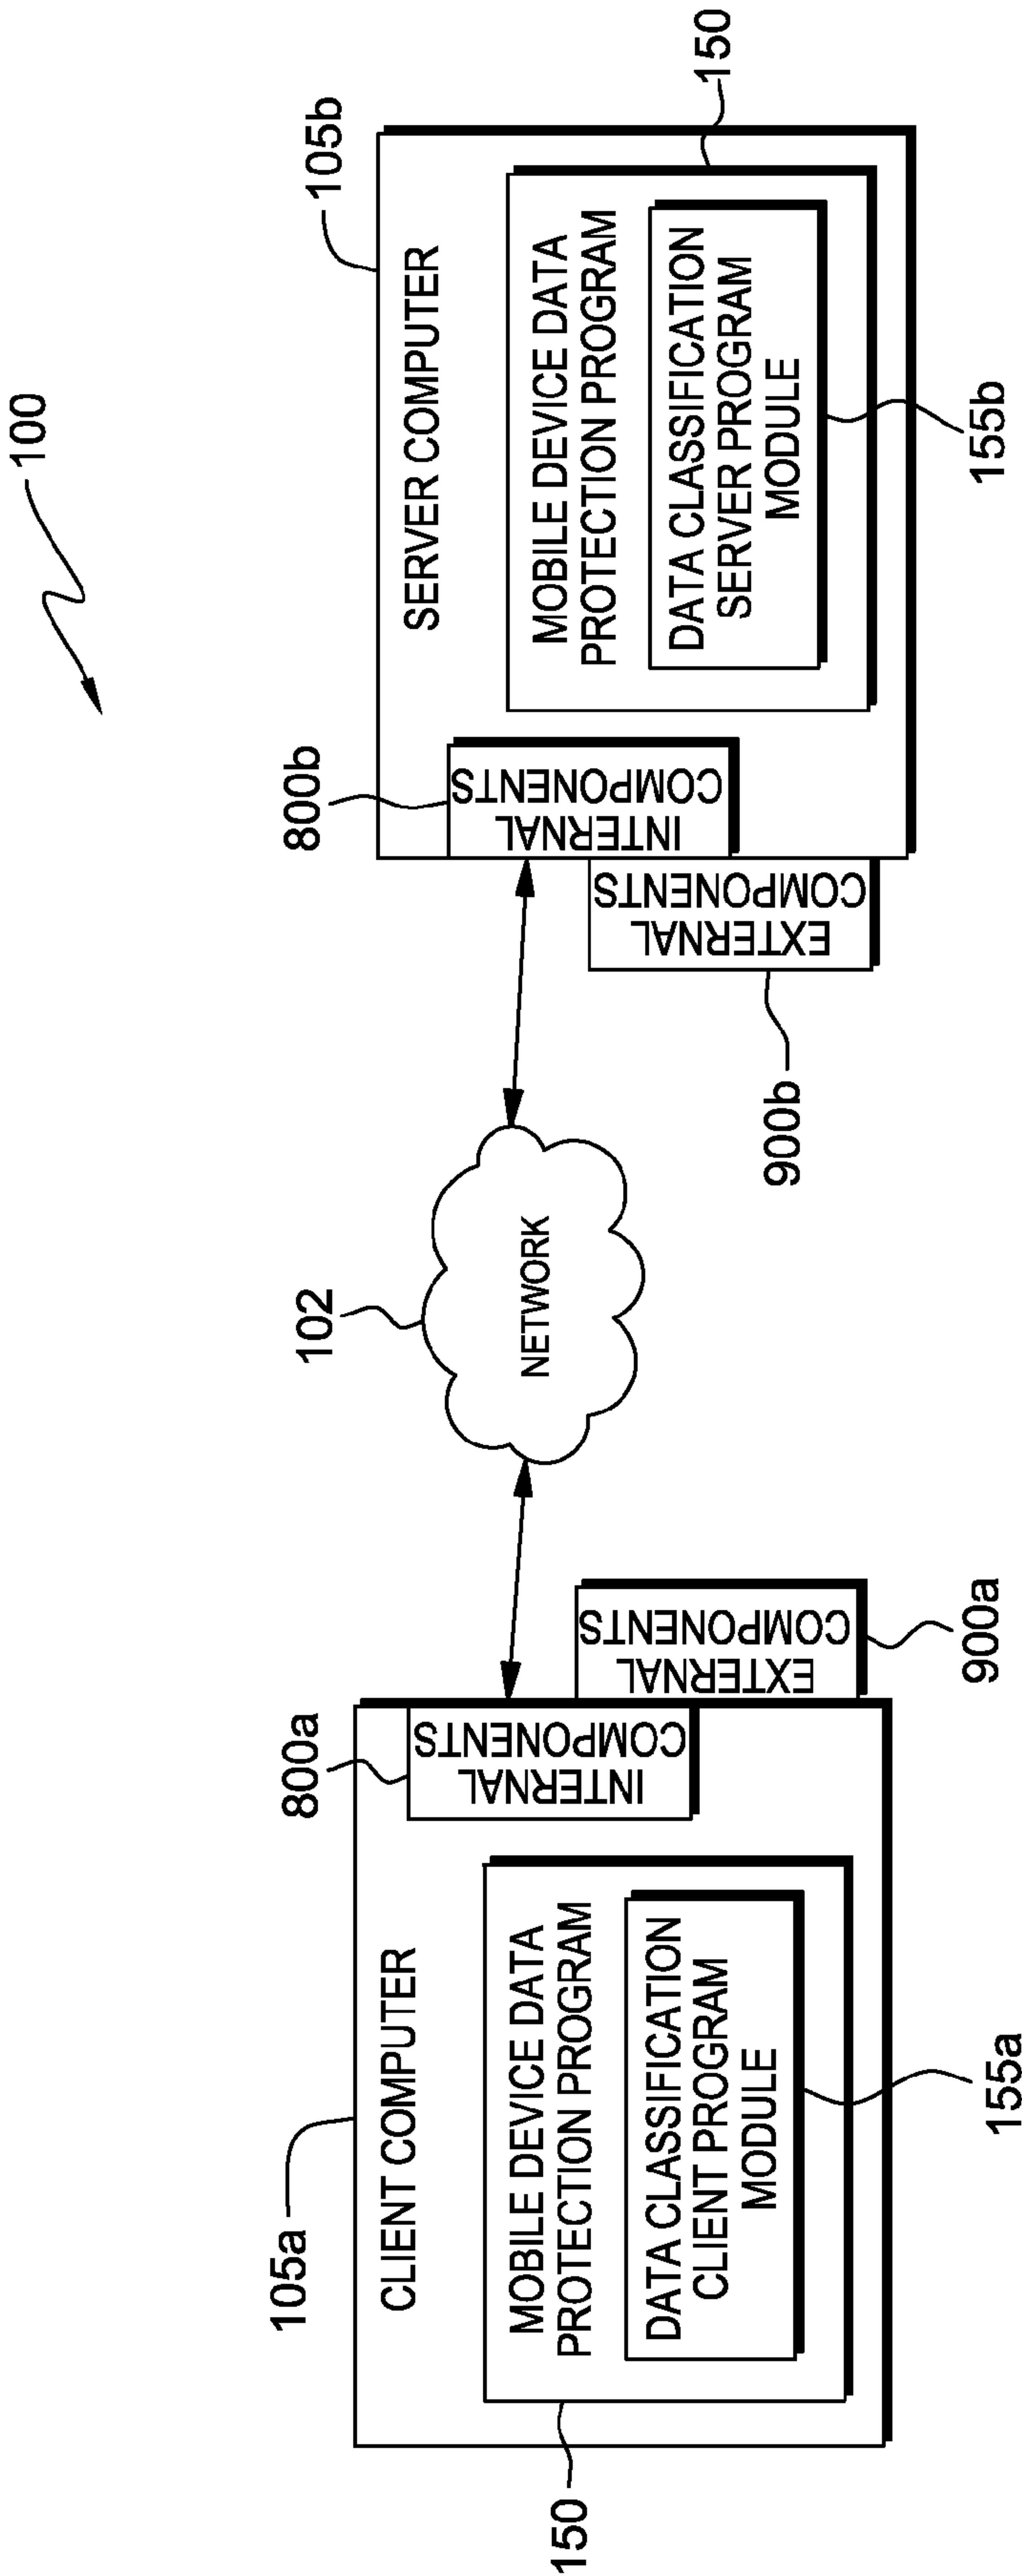 100
105a
CLIENT COMPUTER
MOBILE DEVICE DATA
PROTECTION PROGRAM
DATA CLASSIFICATION
CLIENT PROGRAM
MODULE
150
155a
800a
INTERNAL
COMPONENTS
EXTERNAL
COMPONENTS
900a
102
NETWORK
800b
INTERNAL
COMPONENTS
EXTERNAL
COMPONENTS
900b
105b
SERVER COMPUTER
MOBILE DEVICE DATA
PROTECTION PROGRAM
DATA CLASSIFICATION
SERVER PROGRAM
MODULE
150
155b